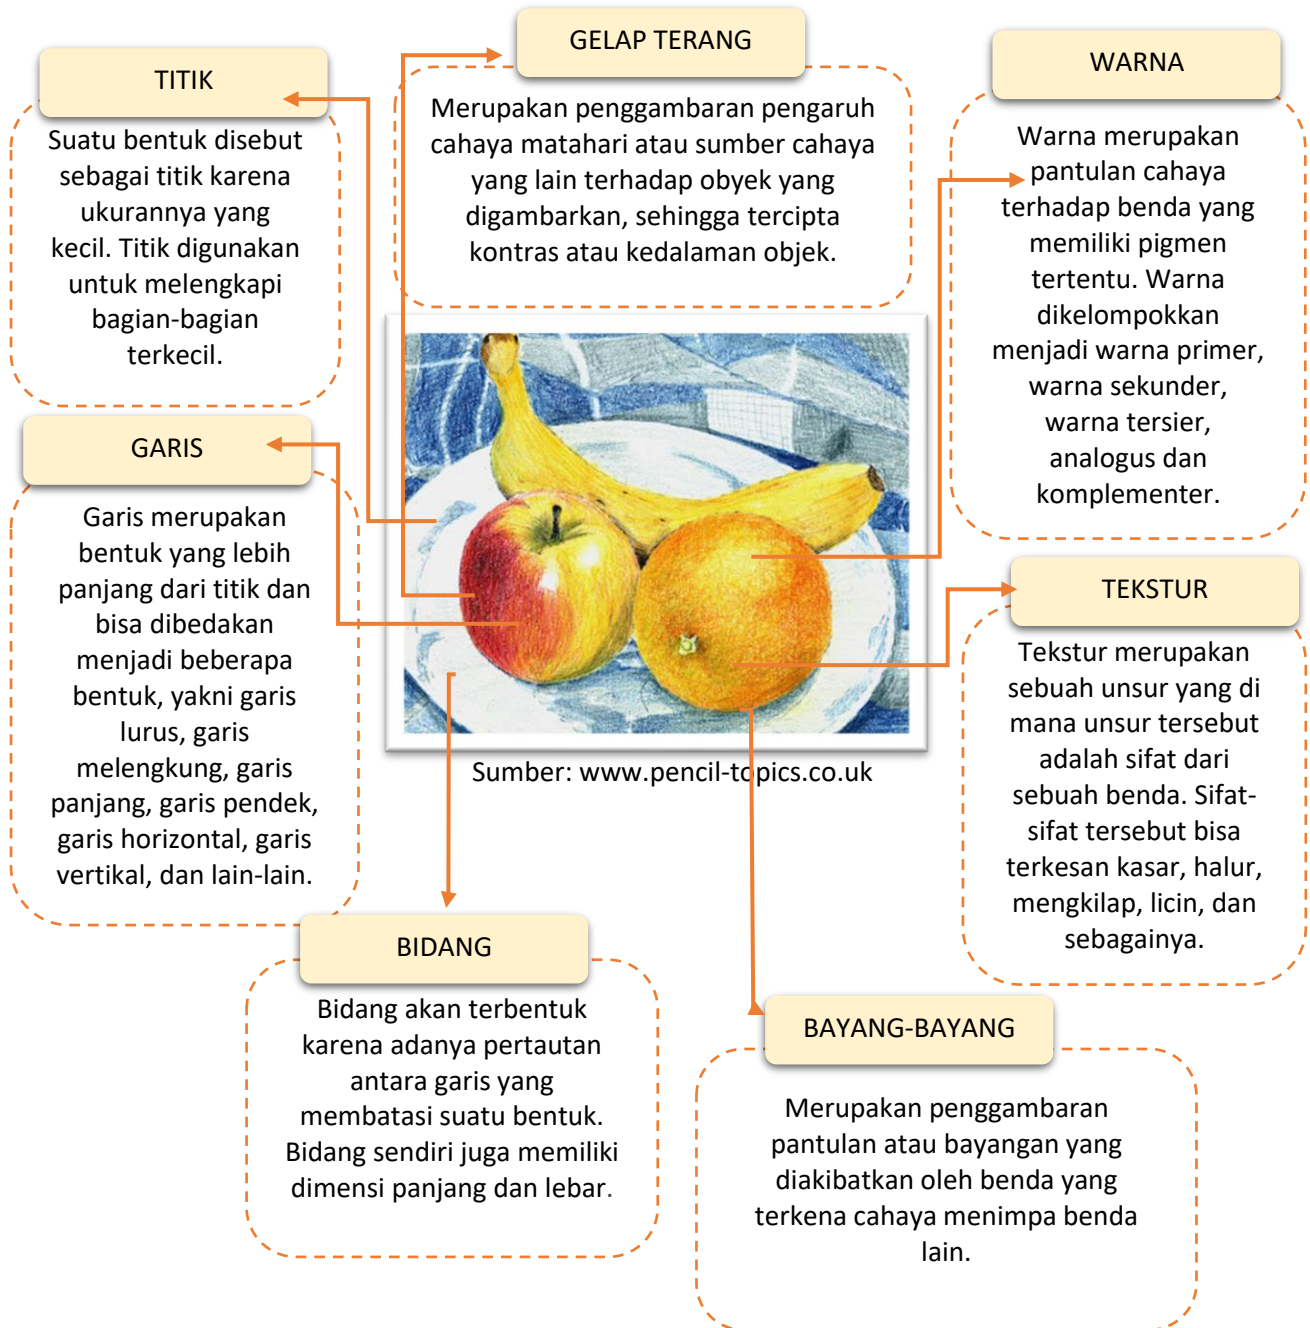 TITIK
Suatu bentuk disebut
sebagai titik karena
ukurannya yang
kecil. Titik digunakan
untuk melengkapi
bagian-bagian
terkecil.
GELAP TERANG
Merupakan penggambaran pengaruh
cahaya matahari atau sumber cahaya
yang lain terhadap obyek yang
digambarkan, sehingga tercipta
kontras atau kedalaman objek.
WARNA
Warna merupakan
pantulan cahaya
terhadap benda yang
memiliki pigmen
tertentu. Warna
dikelompokkan
menjadi warna primer,
warna sekunder,
warna tersier,
analogus dan
komplementer.
GARIS
Garis merupakan
bentuk yang lebih
panjang dari titik dan
bisa dibedakan
menjadi beberapa
bentuk, yakni garis
lurus, garis
melengkung, garis
panjang, garis pendek,
garis horizontal, garis
vertikal, dan lain-lain.
Sumber: www.pencil-topics.co.uk
TEKSTUR
Tekstur merupakan
sebuah unsur yang di
mana unsur tersebut
adalah sifat dari
sebuah benda. Sifat-
sifat tersebut bisa
terkesan kasar, halur,
mengkilap, licin, dan
sebagainya.
BIDANG
Bidang akan terbentuk
karena adanya pertautan
antara garis yang
membatasi suatu bentuk.
Bidang sendiri juga memiliki
dimensi panjang dan lebar.
BAYANG-BAYANG
Merupakan penggambaran
pantulan atau bayangan yang
diakibatkan oleh benda yang
terkena cahaya menimpa benda
lain.